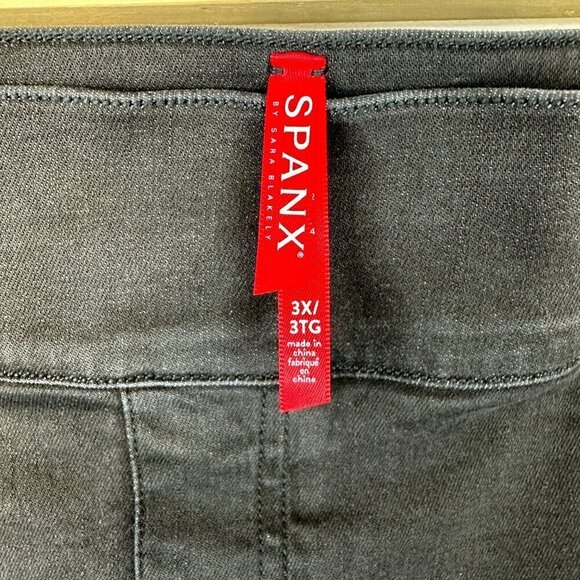 SPANX®
BY SARA BLAKELY
3X/
3TG
made in
china
fabriqué
en
chine